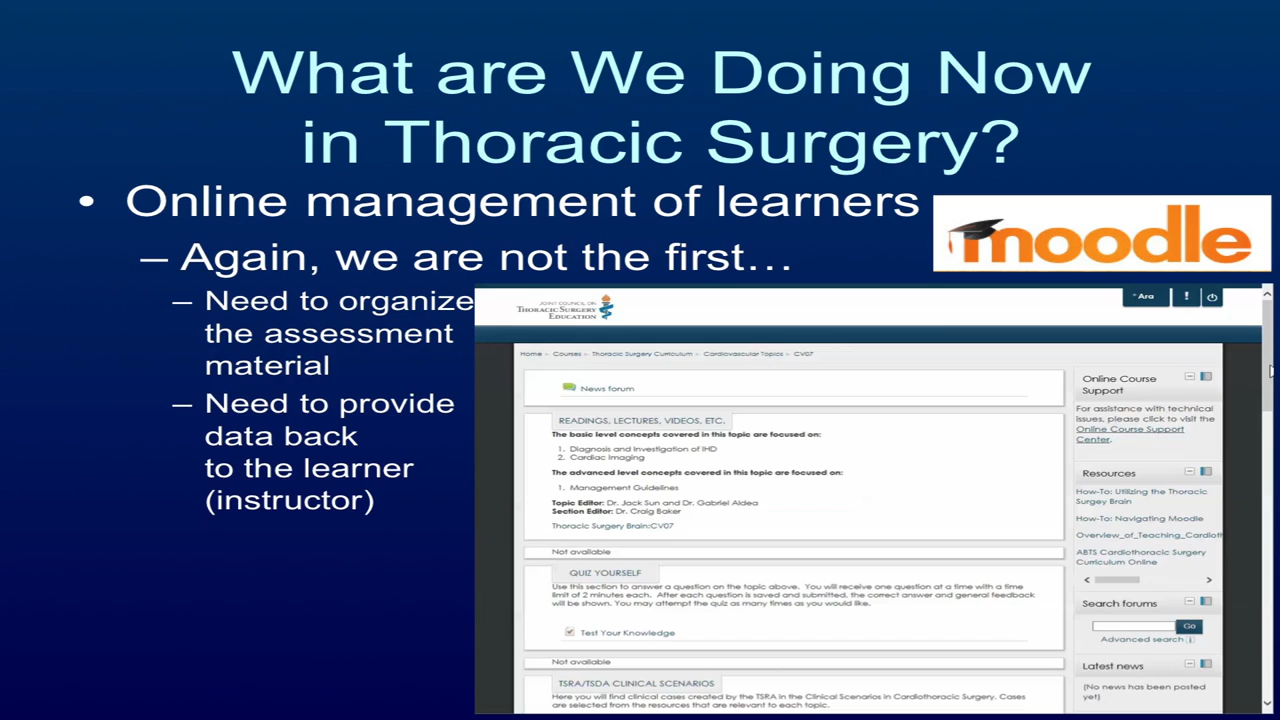 What are We Doing Now
in Thoracic Surgery?
• Online management of learners
– Again, we are not the first…
– Need to organize
the assessment
material
– Need to provide
data back
to the learner
(instructor)
moodle
JOINT COUNCIL ON
THORACIC SURGERY
EDUCATION
Ara
!
Home > Courses > Thoracic Surgery Curriculum > Cardiovascular Topics > CV07
News forum
READINGS, LECTURES, VIDEOS, ETC.
The basic level concepts covered in this topic are focused on:
1. Diagnosis and Investigation of IHD
2. Cardiac Imaging
The advanced level concepts covered in this topic are focused on:
1. Management Guidelines
Topic Editor: Dr. Jack Sun and Dr. Gabriel Aldea
Section Editor: Dr. Craig Baker
Thoracic Surgery Brain:CV07
Not available
QUIZ YOURSELF
Use this section to answer a question on the topic above. You will receive one question at a time with a time
limit of 2 minutes each. After each question is saved and submitted, the correct answer and general feedback
will be shown. You may attempt the quiz as many times as you would like.
Test Your Knowledge
Not available
TSRA/TSDA CLINICAL SCENARIOS
Here you will find clinical cases created by the TSRA in the Clinical Scenarios in Cardiothoracic Surgery. Cases
are selected from the resources that are relevant to each topic.
Online Course
Support
For assistance with technical
issues, please click to visit the
Online Course Support
Center.
Resources
How-To: Utilizing the Thoracic
Surgey Brain
How-To: Navigating Moodle
Overview_of_Teaching_Cardioth
ABTS Cardiothoracic Surgery
Curriculum Online
Search forums
Go
Advanced search
Latest news
(No news has been posted
yet)